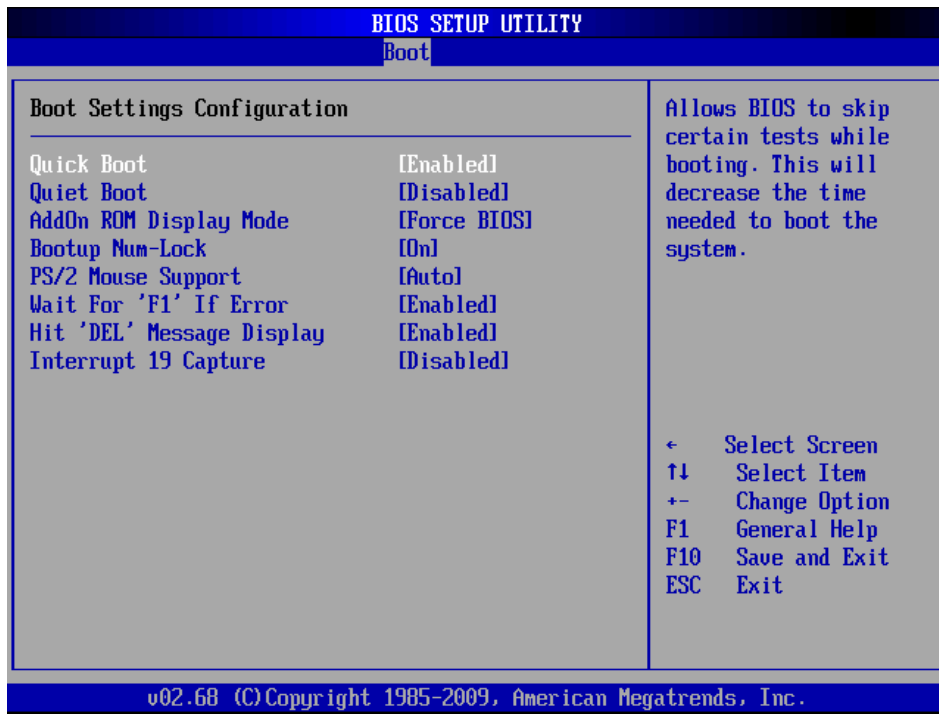 BIOS SETUP UTILITY
Boot
Boot Settings Configuration
Quick Boot [Enabled]
Quiet Boot [Disabled]
AddOn ROM Display Mode [Force BIOS]
Bootup Num-Lock [On]
PS/2 Mouse Support [Auto]
Wait For 'F1' If Error [Enabled]
Hit 'DEL' Message Display [Enabled]
Interrupt 19 Capture [Disabled]
Allows BIOS to skip
certain tests while
booting. This will
decrease the time
needed to boot the
system.
← Select Screen
↑↓ Select Item
+- Change Option
F1 General Help
F10 Save and Exit
ESC Exit
v02.68 (C)Copyright 1985-2009, American Megatrends, Inc.